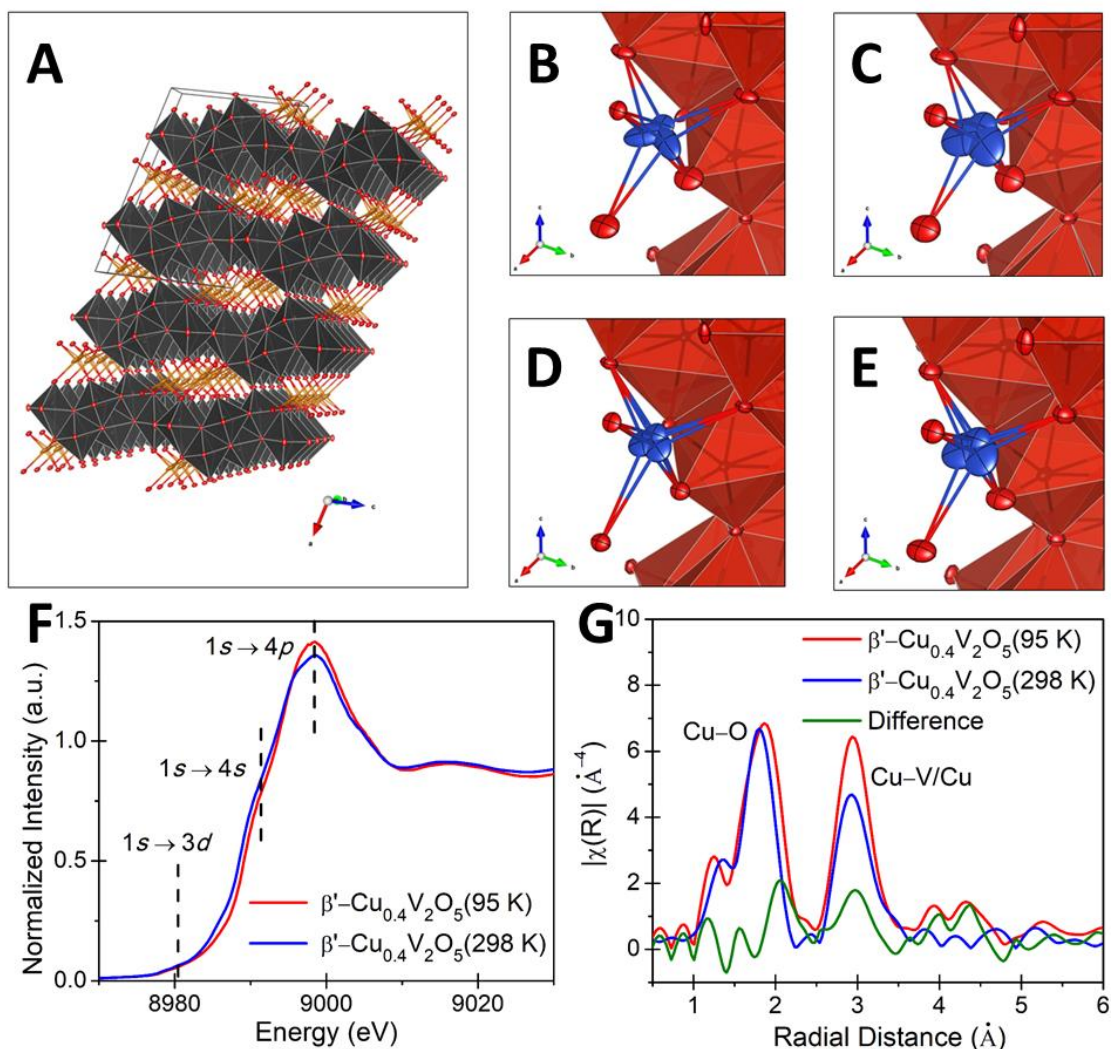 A
a
b
c
B
a
b
c
C
a
b
c
D
a
b
c
E
a
b
c
F
Normalized Intensity (a.u.)
1.5
1.0
0.5
0.0
1s→4p
1s→4s
1s→3d
β'–Cu0.4V2O5(95 K)
β'–Cu0.4V2O5(298 K)
8980
9000
9020
Energy (eV)
G
|χ(R)| (Å⁻⁴)
10
8
6
4
2
0
β'–Cu0.4V2O5(95 K)
β'–Cu0.4V2O5(298 K)
Difference
Cu–O
Cu–V/Cu
1
2
3
4
5
6
Radial Distance (Å)